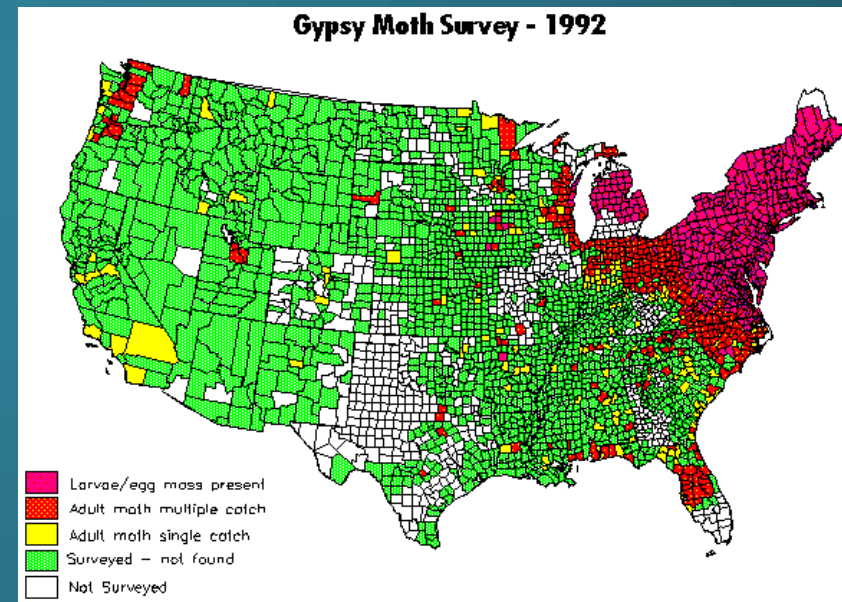 Gypsy Moth Survey - 1992
Larvae/egg mass present
Adult moth multiple catch
Adult moth single catch
Surveyed - not found
Not Surveyed